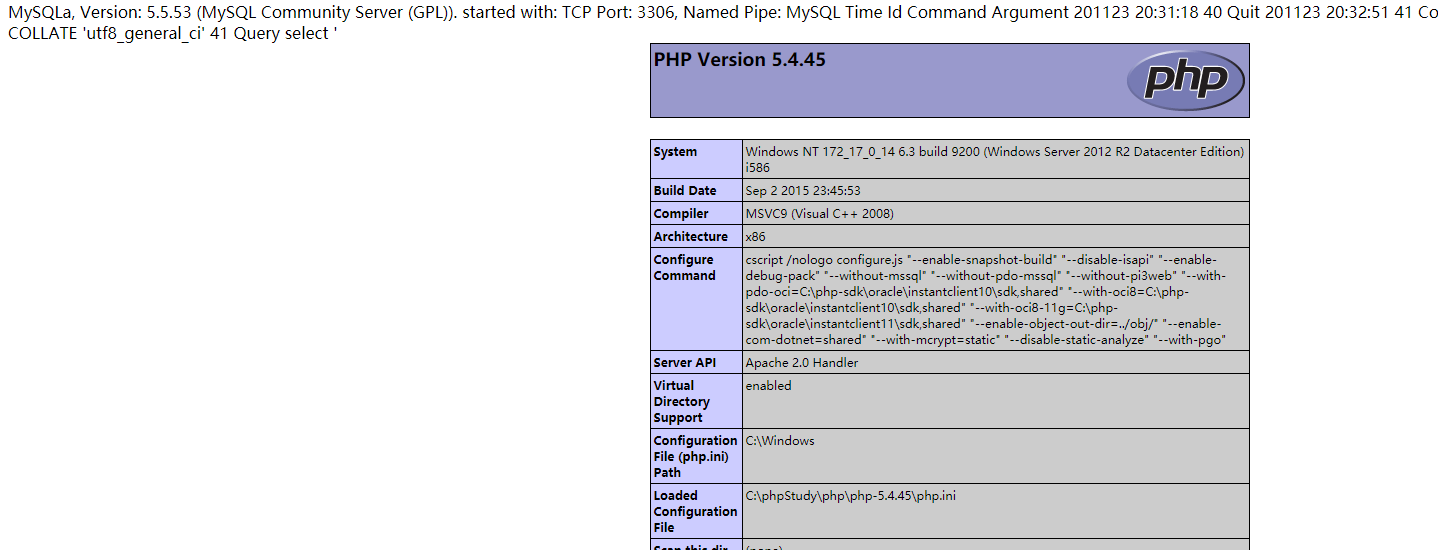 MySQLa, Version: 5.5.53 (MySQL Community Server (GPL)). started with: TCP Port: 3306, Named Pipe: MySQL Time Id Command Argument 201123 20:31:18 40 Quit 201123 20:32:51 41 Co
COLLATE 'utf8_general_ci' 41 Query select '
PHP Version 5.4.45
php
System
Windows NT 172_17_0_14 6.3 build 9200 (Windows Server 2012 R2 Datacenter Edition)
i586
Build Date
Sep 2 2015 23:45:53
Compiler
MSVC9 (Visual C++ 2008)
Architecture
x86
Configure
Command
cscript /nologo configure.js "--enable-snapshot-build" "--disable-isapi" "--enable-
debug-pack" "--without-mssql" "--without-pdo-mssql" "--without-pi3web" "--with-
pdo-oci=C:\php-sdk\oracle\instantclient10\sdk,shared" "--with-oci8=C:\php-
sdk\oracle\instantclient10\sdk,shared" "--with-oci8-11g=C:\php-
sdk\oracle\instantclient11\sdk,shared" "--enable-object-out-dir=../obj/" "--enable-
com-dotnet=shared" "--with-mcrypt=static" "--disable-static-analyze" "--with-pgo"
Server API
Apache 2.0 Handler
Virtual
Directory
Support
enabled
Configuration
File (php.ini)
Path
C:\Windows
Loaded
Configuration
File
C:\phpStudy\php\php-5.4.45\php.ini
Scan this dir
(none)